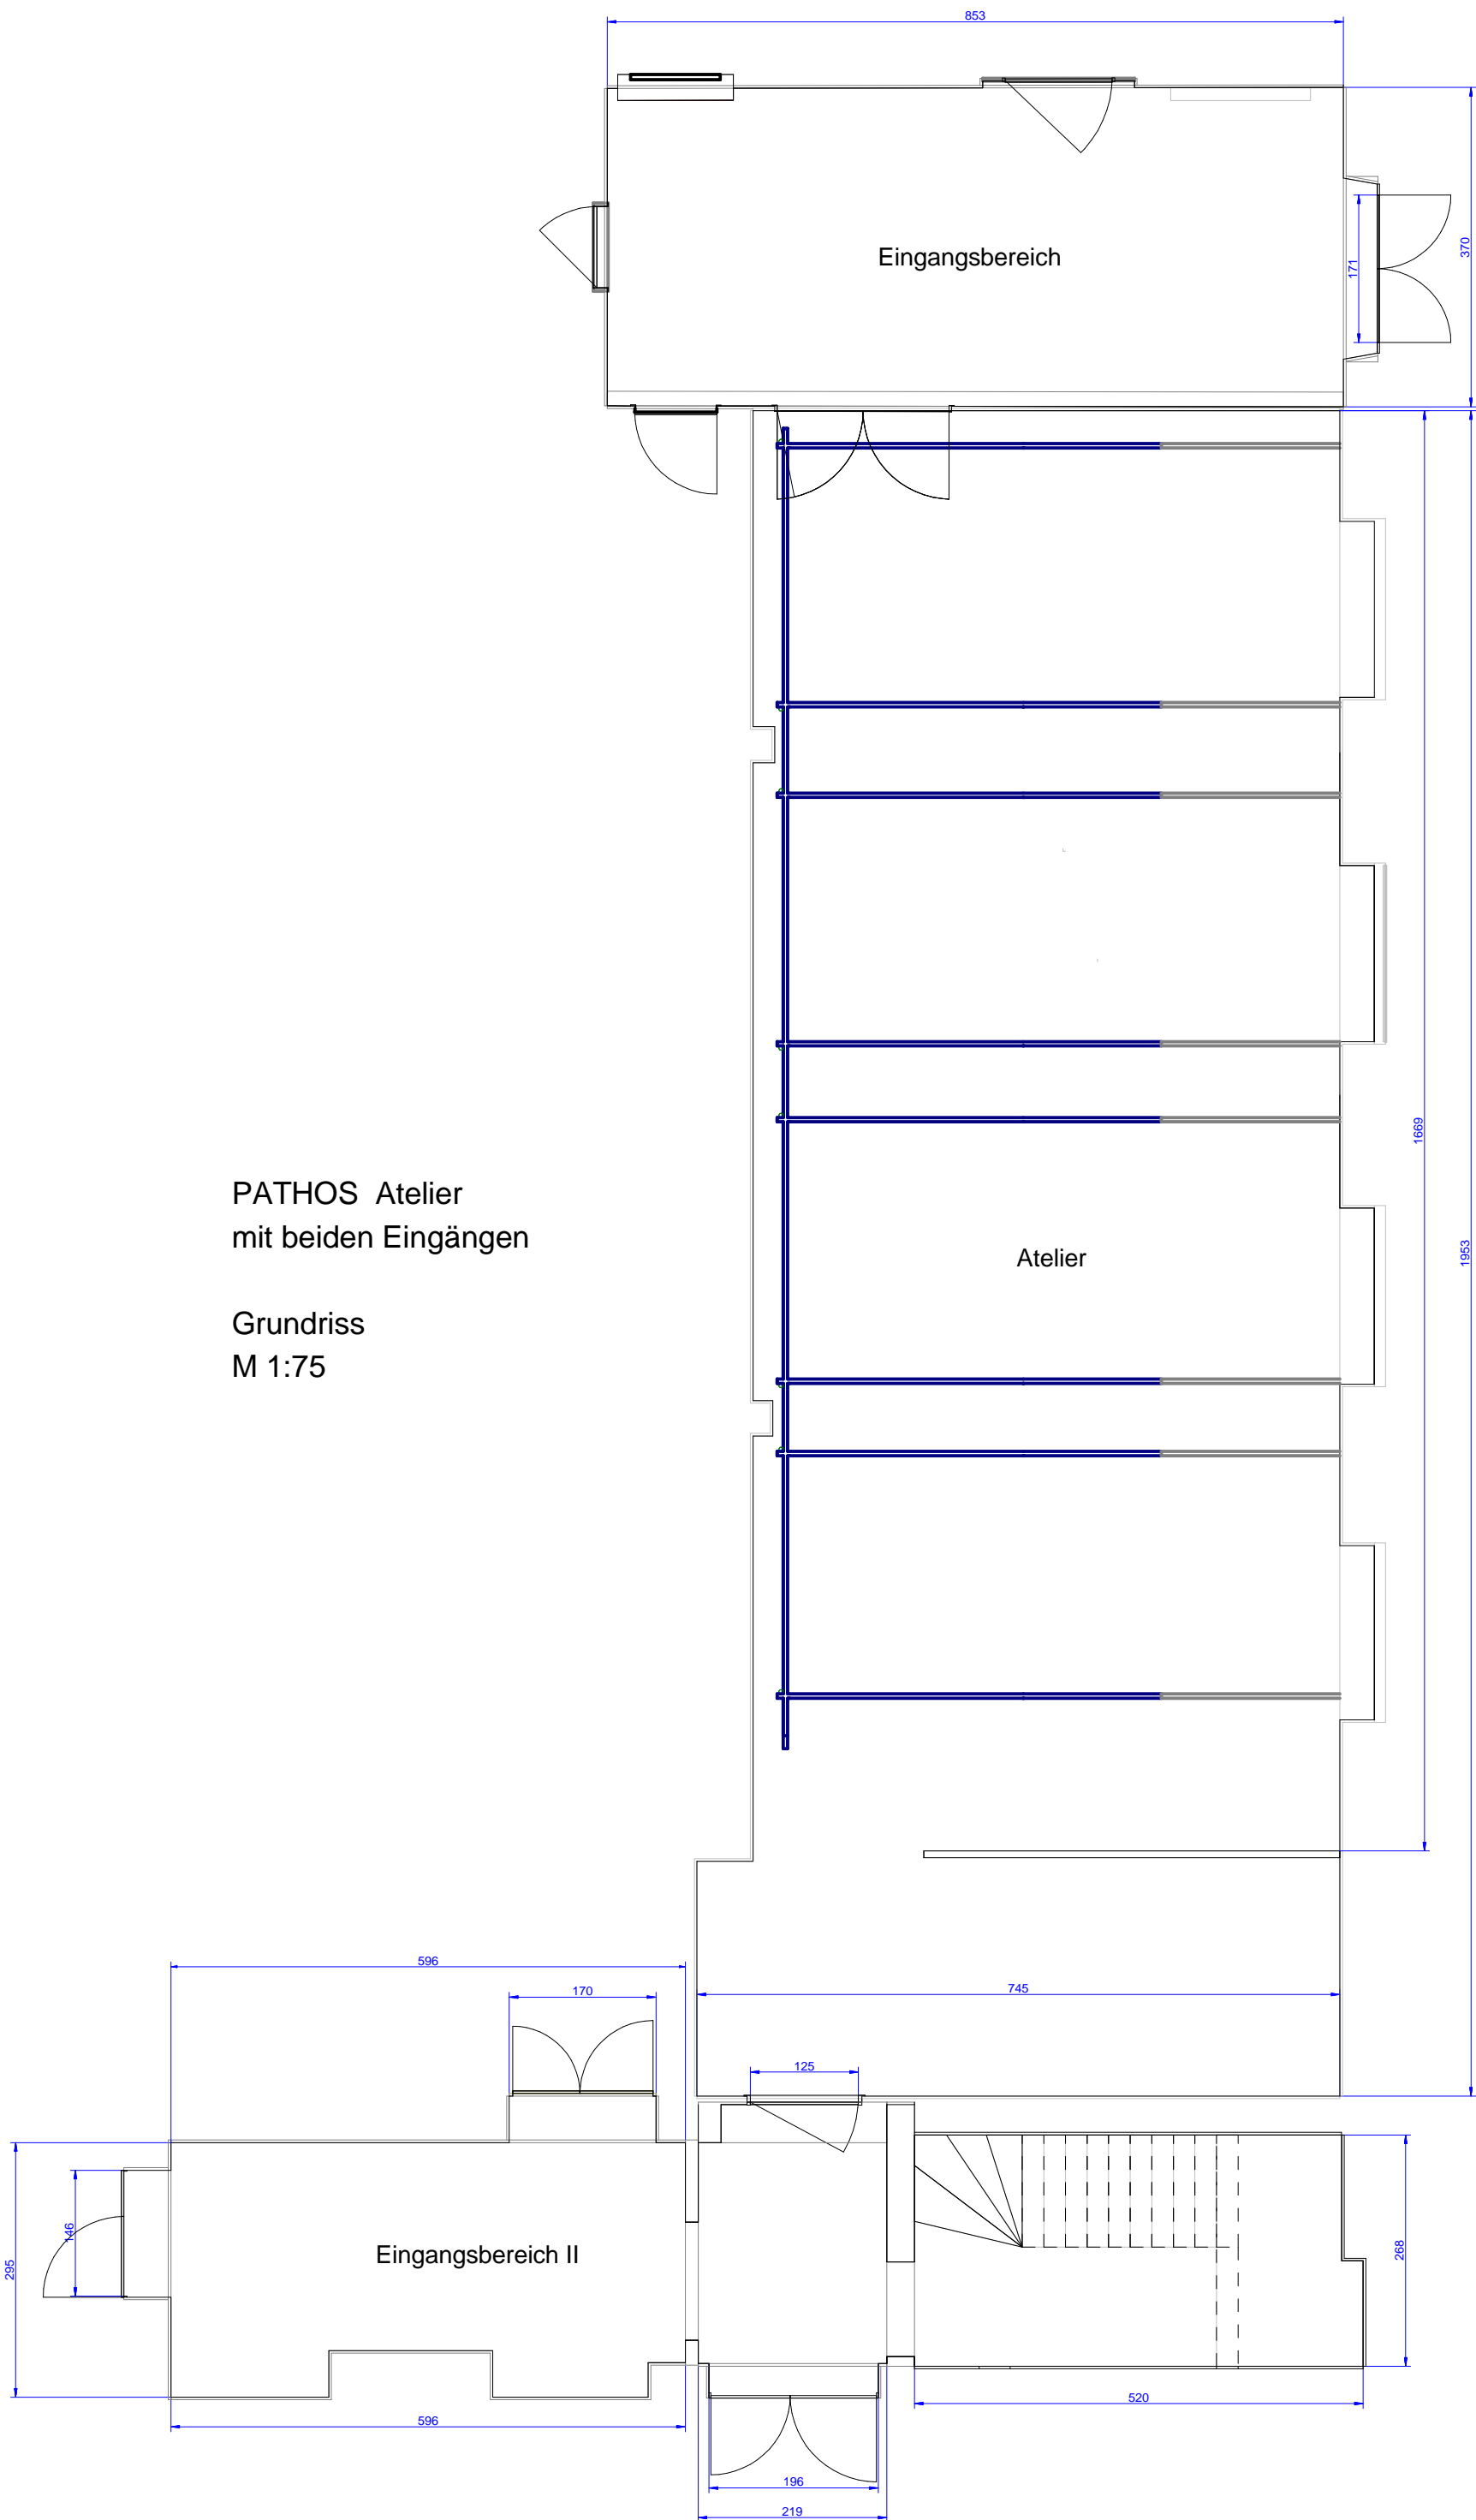 853
370
171
Eingangsbereich
1669
1953
PATHOS Atelier
mit beiden Eingängen
Atelier
Grundriss
M 1:75
596
170
745
125
146
295
Eingangsbereich II
268
520
596
196
219